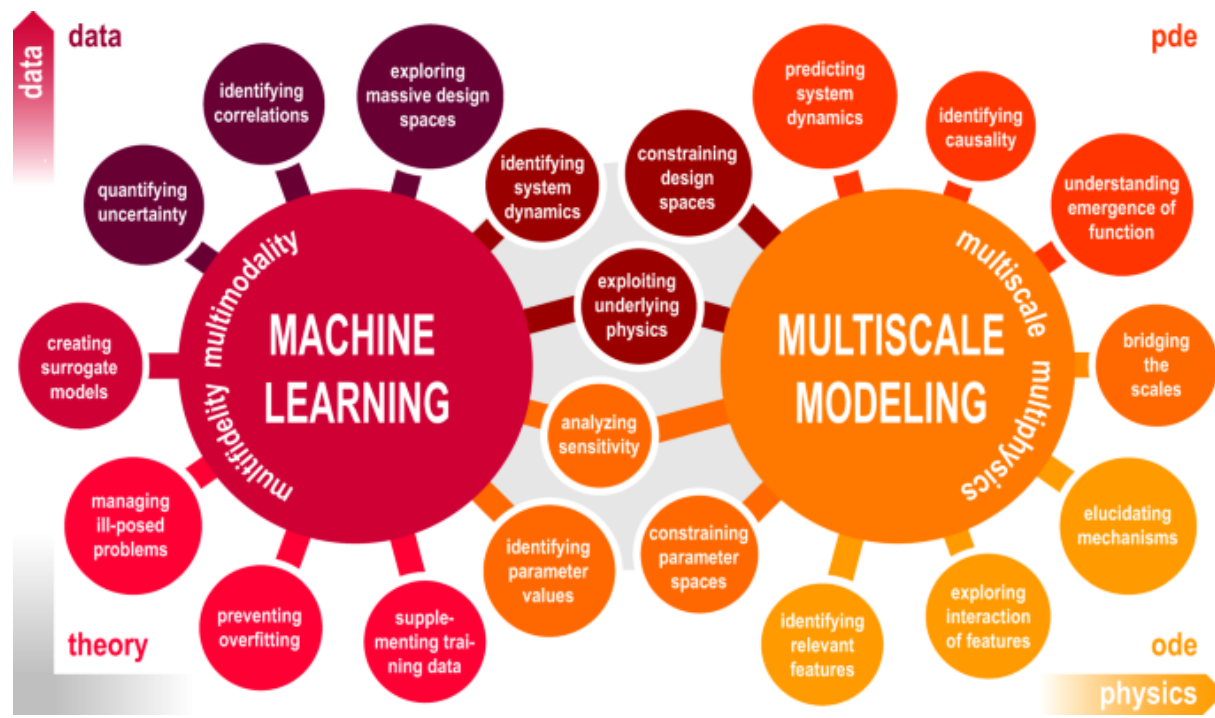 data
data
pde
identifying
correlations
exploring
massive design
spaces
predicting
system
dynamics
identifying
causality
quantifying
uncertainty
identifying
system
dynamics
constraining
design
spaces
understanding
emergence of
function
multifidelity multimodality
MACHINE
LEARNING
exploiting
underlying
physics
MULTISCALE
MODELING
multiscale multiphysics
creating
surrogate
models
bridging
the
scales
analyzing
sensitivity
managing
ill-posed
problems
identifying
parameter
values
constraining
parameter
spaces
elucidating
mechanisms
preventing
overfitting
supple-
menting trai-
ning data
identifying
relevant
features
exploring
interaction
of features
theory
ode
physics